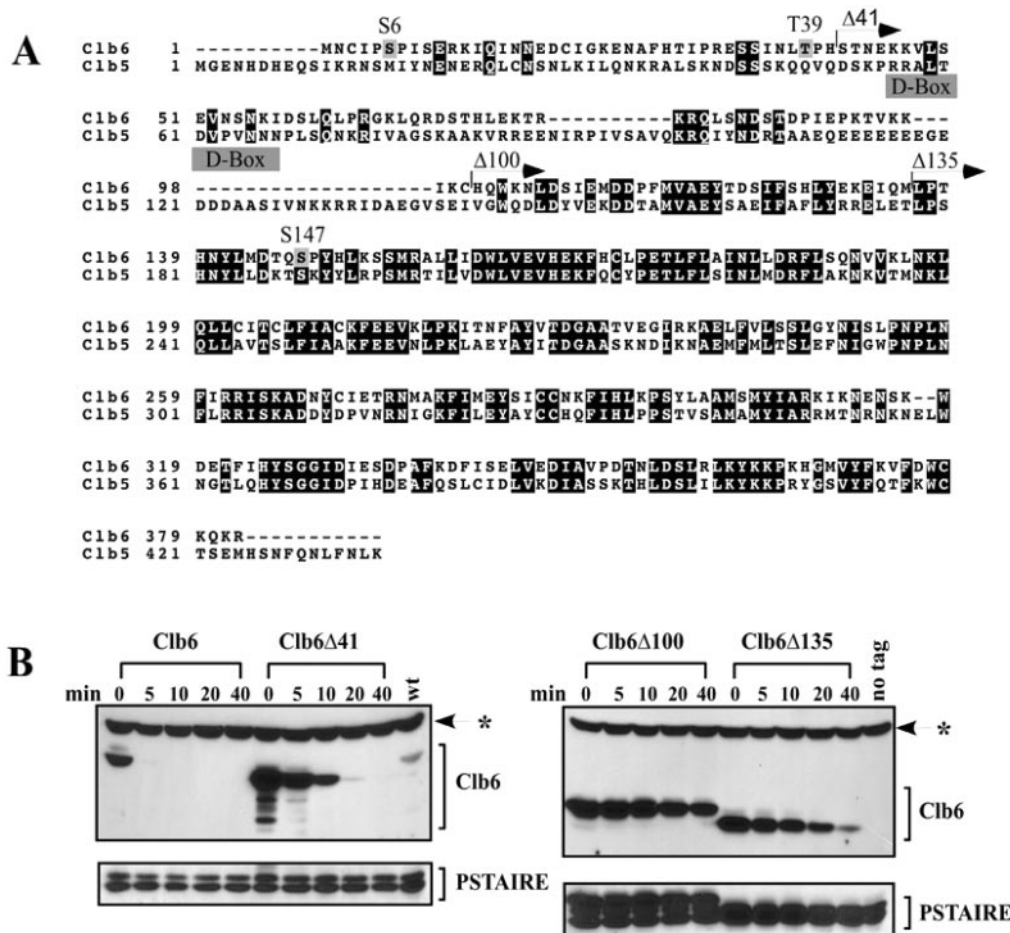 A
S6 T39 Δ41
Clb6 1 ----------MNCIPSPISERKIQINNEDCIGKENAFHTIPRESSINLTPHSTNEKKVLS
Clb5 1 MGENHDHEQSIKRNSMIYNENERQLCNSNLKILQNKRALSKNDSSSKQQVQDSKPRRALT
D-Box
Clb6 51 EVNSNKIDSLQLPRGKLQRDSTHLEKTR----------KRQLSNDSTDPIEPKTVKK---
Clb5 61 DVPVNNNPLSQNKRIVAGSKAAKVRREENIRPIVSAVQKRQIYNDRTAAEQEEEEEEEGE
D-Box Δ100 Δ135
Clb6 98 -------------------IKCHQWKNLDSIEMDDPFMVAEYTDSIFSHLYEKEIQMLPT
Clb5 121 DDDAASIVNKKRRIDAEGVSEIVGWQDLDYVEKDDTAMVAEYSAEIFAFLYRRELETLPS
S147
Clb6 139 HNYLMDTQSPYHLKSSMRALLIDWLVEVHEKFHCLPETLFLAINLLDRFLSQNVVKLNKL
Clb5 181 HNYLLDKTSKYYLRPSMRTILVDWLVEVHEKFQCYPETLFLSINLMDRFLAKNKVTMNKL
Clb6 199 QLLCITCLFIACKFEEVKLPKITNFAYVTDGAATVEGIRKAELFVLSSLGYNISLPNPLN
Clb5 241 QLLAVTSLFIAAKFEEVNLPKLAEYAYITDGAASKNDIKNAEMFMLTSLEFNIGWPNPLN
Clb6 259 FIRRISKADNYCIETRNMAKFIMEYSICCNKFIHLKPSYLAAMSMYIARKIKNENSK--W
Clb5 301 FLRRISKADDYDPVNRNIGKFILEYAYCCHQFIHLPPSTVSAMAMYIARRMTNRNKNELW
Clb6 319 DETFIHYSGGIDIESDPAFKDFISELVEDIAVPDTNLDSLRLKYKKPKHGMVYFKVFDWC
Clb5 361 NGTLQHYSGGIDPIHDEAFQSLCIDLVKDIASSKTHLDSLILKYKKPRYGSVYFQTFKWC
Clb6 379 KQKR-----------
Clb5 421 TSEMHSNFQNLFNLK
B
Clb6 Clb6Δ41
min 0 5 10 20 40 0 5 10 20 40 wt
*
Clb6
PSTAIRE
Clb6Δ100 Clb6Δ135 no tag
min 0 5 10 20 40 0 5 10 20 40
*
Clb6
PSTAIRE